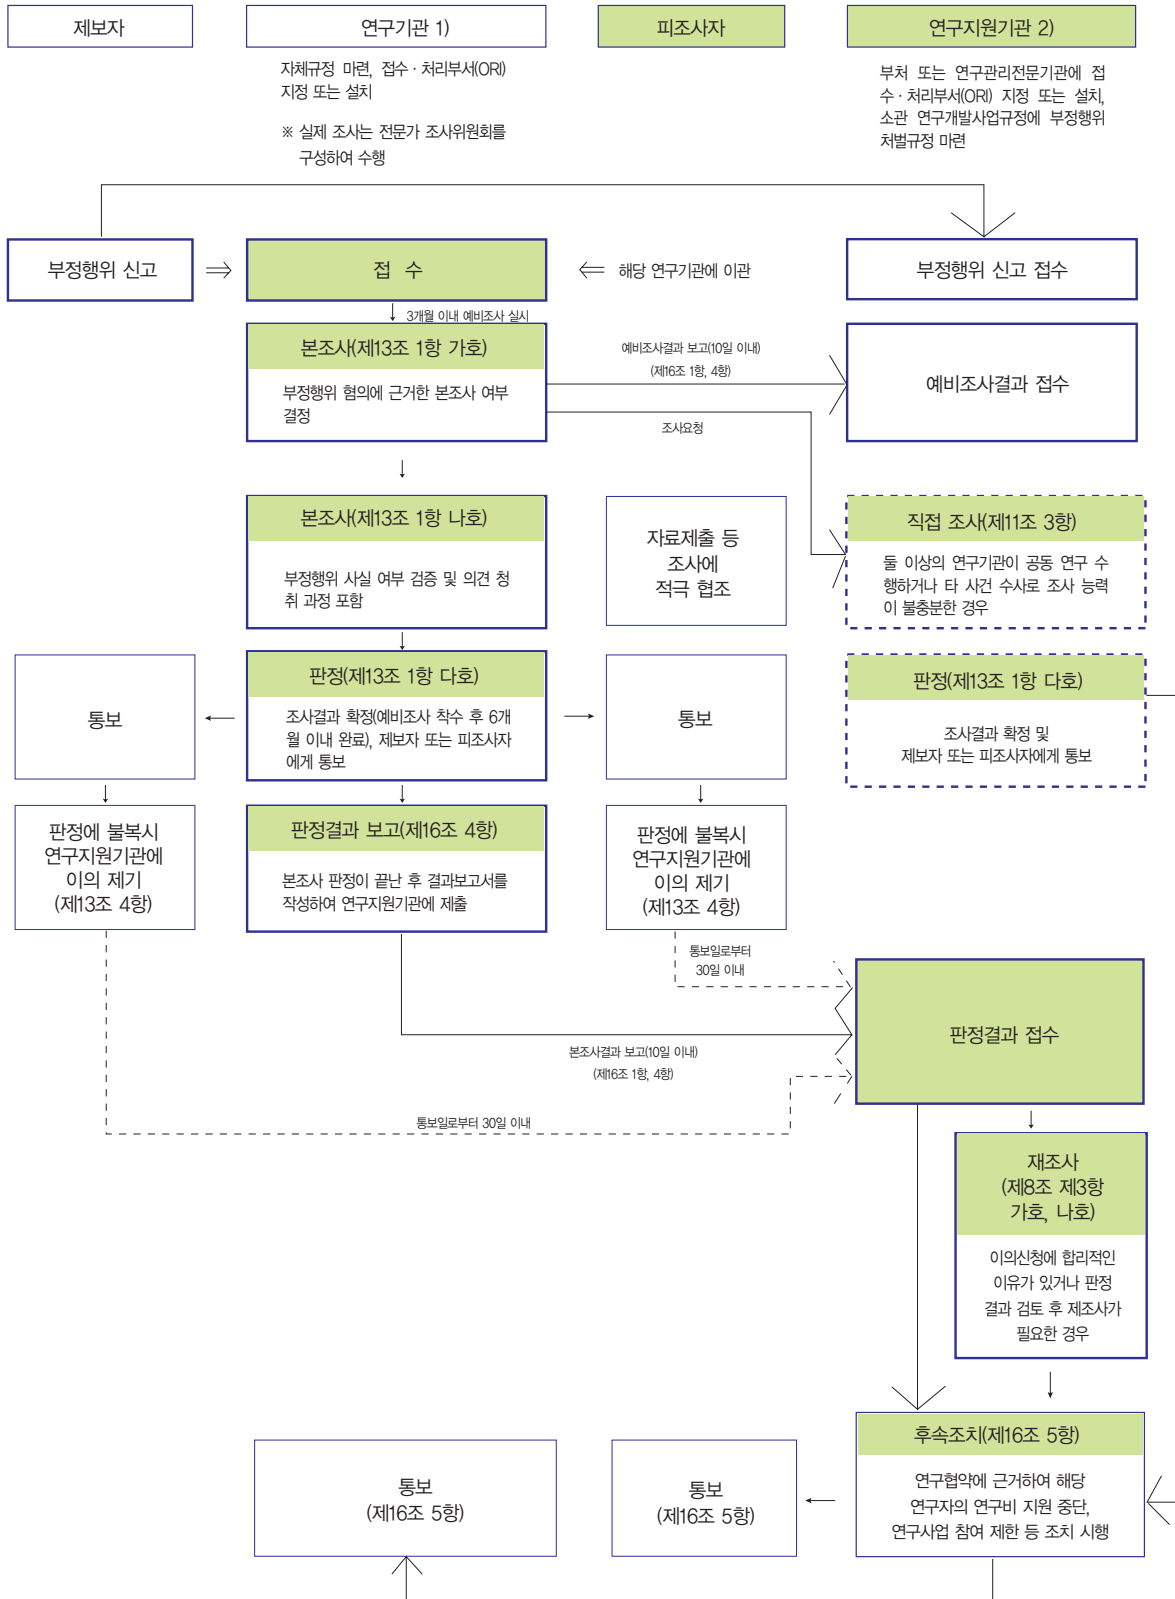 제보자
연구기관 1)
피조사자
연구지원기관 2)
자체규정 마련, 접수 · 처리부서(ORI)
지정 또는 설치
※ 실제 조사는 전문가 조사위원회를
구성하여 수행
부처 또는 연구관리전문기관에 접
수 · 처리부서(ORI) 지정 또는 설치,
소관 연구개발사업규정에 부정행위
처벌규정 마련
부정행위 신고
접 수
해당 연구기관에 이관
부정행위 신고 접수
3개월 이내 예비조사 실시
본조사(제13조 1항 가호)
부정행위 혐의에 근거한 본조사 여부
결정
예비조사결과 보고(10일 이내)
(제16조 1항, 4항)
예비조사결과 접수
조사요청
본조사(제13조 1항 나호)
부정행위 사실 여부 검증 및 의견 청
취 과정 포함
자료제출 등
조사에
적극 협조
직접 조사(제11조 3항)
둘 이상의 연구기관이 공동 연구 수
행하거나 타 사건 수사로 조사 능력
이 불충분한 경우
통보
판정(제13조 1항 다호)
조사결과 확정(예비조사 착수 후 6개
월 이내 완료), 제보자 또는 피조사자
에게 통보
통보
판정(제13조 1항 다호)
조사결과 확정 및
제보자 또는 피조사자에게 통보
판정에 불복시
연구지원기관에
이의 제기
(제13조 4항)
판정결과 보고(제16조 4항)
본조사 판정이 끝난 후 결과보고서를
작성하여 연구지원기관에 제출
판정에 불복시
연구지원기관에
이의 제기
(제13조 4항)
통보일로부터
30일 이내
판정결과 접수
본조사결과 보고(10일 이내)
(제16조 1항, 4항)
통보일로부터 30일 이내
재조사
(제8조 제3항
가호, 나호)
이의신청에 합리적인
이유가 있거나 판정
결과 검토 후 제조사가
필요한 경우
통보
(제16조 5항)
통보
(제16조 5항)
후속조치(제16조 5항)
연구협약에 근거하여 해당
연구자의 연구비 지원 중단,
연구사업 참여 제한 등 조치 시행